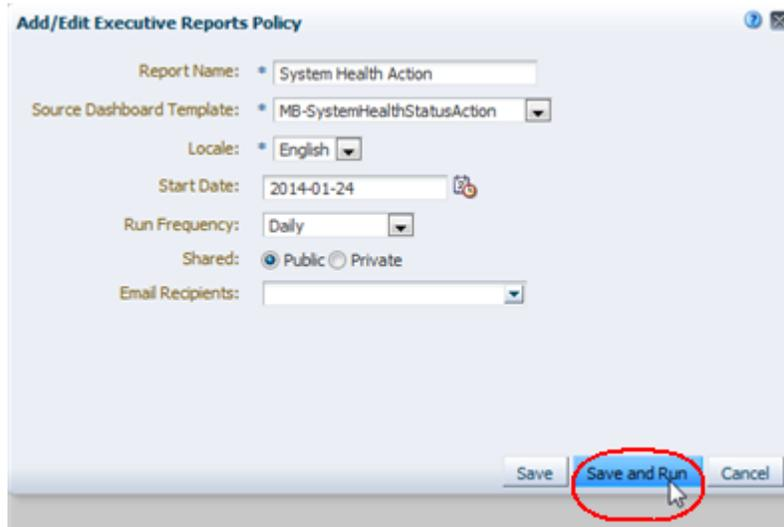 Add/Edit Executive Reports Policy
Report Name: * System Health Action
Source Dashboard Template: * MB-SystemHealthStatusAction
Locale: * English
Start Date: 2014-01-24
Run Frequency: Daily
Shared: Public Private
Email Recipients:
Save Save and Run Cancel